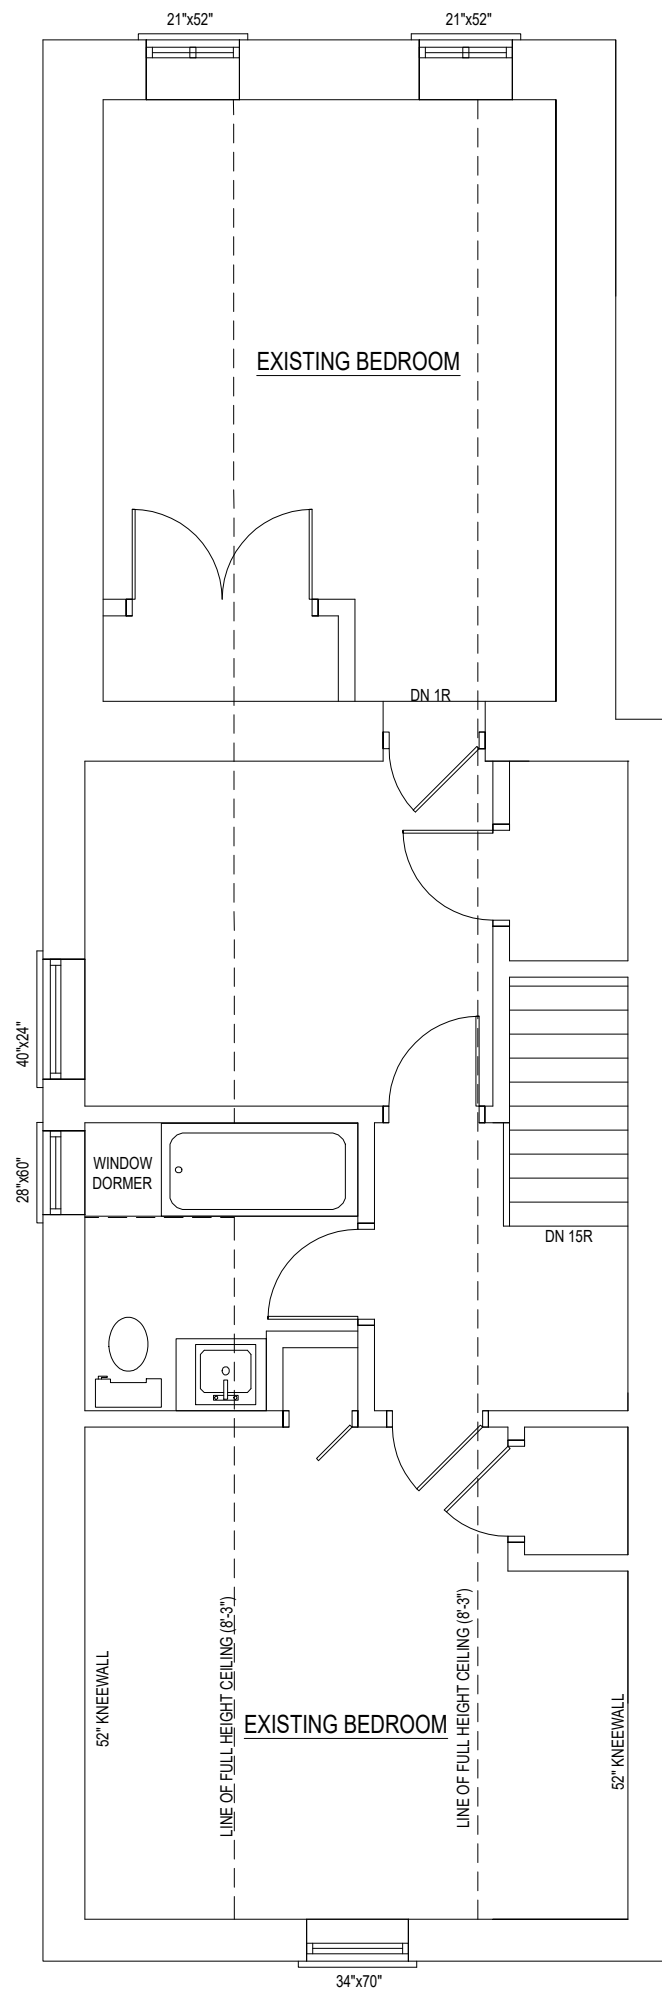 21"x52"
21"x52"
EXISTING BEDROOM
DN 1R
40"x24"
28"x60"
WINDOW
DORMER
DN 15R
52" KNEEWALL
LINE OF FULL HEIGHT CEILING (8'-3")
LINE OF FULL HEIGHT CEILING (8'-3")
EXISTING BEDROOM
52" KNEEWALL
34"x70"